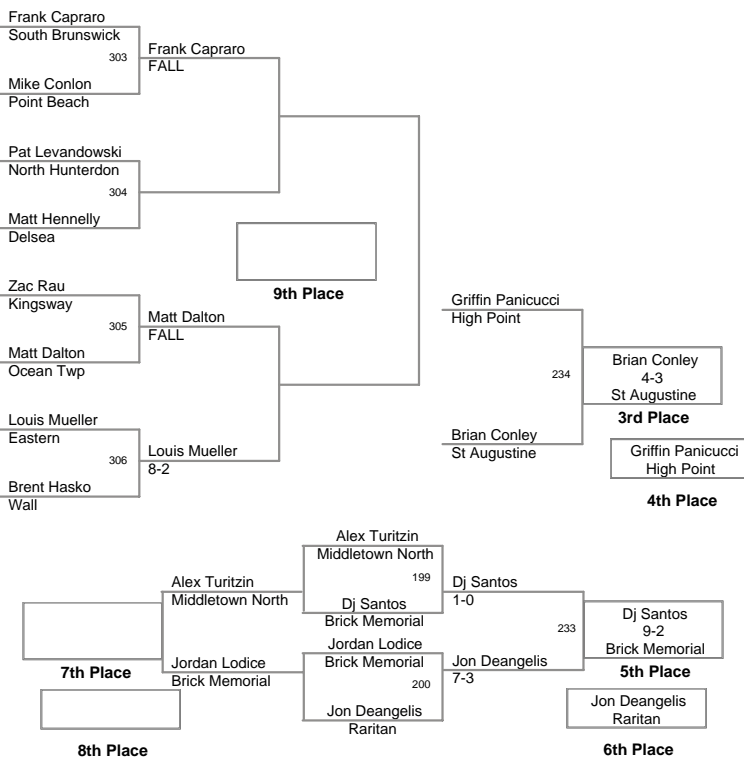 Frank Capraro
South Brunswick
303
Frank Capraro
FALL
Mike Conlon
Point Beach
Pat Levandowski
North Hunterdon
304
Matt Hennelly
Delsea
9th Place
Zac Rau
Kingsway
305
Matt Dalton
FALL
Matt Dalton
Ocean Twp
Louis Mueller
Eastern
306
Louis Mueller
8-2
Brent Hasko
Wall
Griffin Panicucci
High Point
234
Brian Conley
4-3
St Augustine
3rd Place
Brian Conley
St Augustine
Griffin Panicucci
High Point
4th Place
Alex Turitzin
Middletown North
199
Dj Santos
Brick Memorial
Alex Turitzin
Middletown North
Dj Santos
1-0
Jordan Lodice
Brick Memorial
200
Jon Deangelis
Raritan
Jordan Lodice
Brick Memorial
Jon Deangelis
7-3
233
Dj Santos
9-2
Brick Memorial
5th Place
7th Place
Jon Deangelis
Raritan
6th Place
8th Place